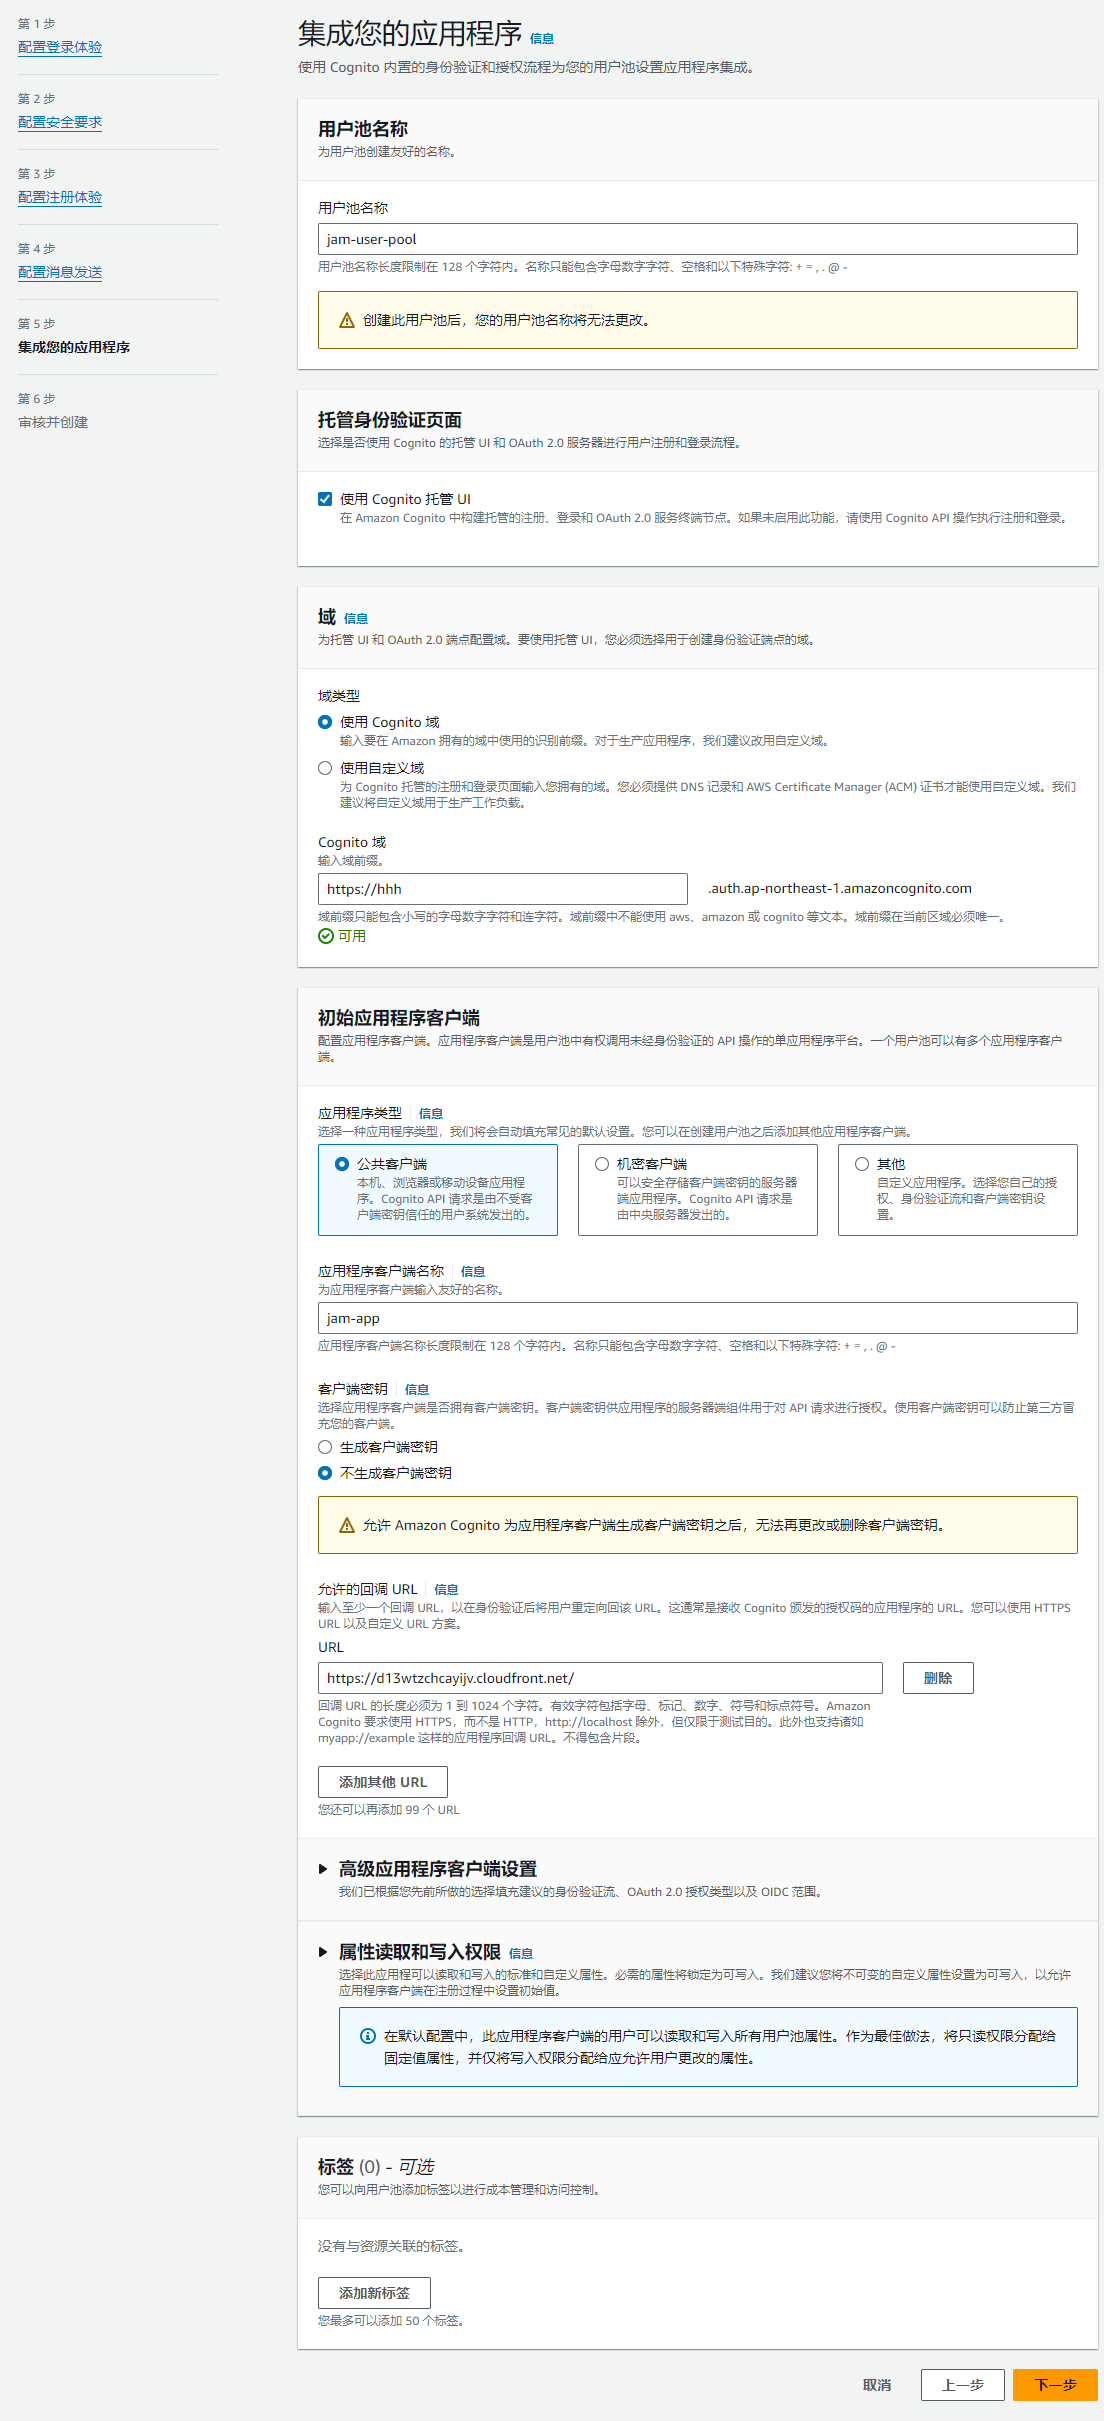 第 1 步
配置登录体验
第 2 步
配置安全要求
第 3 步
配置注册体验
第 4 步
配置消息发送
第 5 步
集成您的应用程序
第 6 步
审核并创建
集成您的应用程序 信息
使用 Cognito 内置的身份验证和授权流程为您的用户池设置应用程序集成。
用户池名称
为用户池创建友好的名称。
用户池名称
jam-user-pool
用户池名称长度限制在 128 个字符内。名称只能包含字母数字字符、空格和以下特殊字符: + = , . @ -
创建此用户池后，您的用户池名称将无法更改。
托管身份验证页面
选择是否使用 Cognito 的托管 UI 和 OAuth 2.0 服务器进行用户注册和登录流程。
使用 Cognito 托管 UI
在 Amazon Cognito 中构建托管的注册、登录和 OAuth 2.0 服务终端节点。如果未启用此功能，请使用 Cognito API 操作执行注册和登录。
域 信息
为托管 UI 和 OAuth 2.0 端点配置域。要使用托管 UI，您必须选择用于创建身份验证端点的域。
域类型
使用 Cognito 域
输入要在 Amazon 拥有的域中使用的识别前缀。对于生产应用程序，我们建议改用自定义域。
使用自定义域
为 Cognito 托管的注册和登录页面输入您拥有的域。您必须提供 DNS 记录和 AWS Certificate Manager (ACM) 证书才能使用自定义域。我们
建议将自定义域用于生产工作负载。
Cognito 域
输入域前缀。
https://hhh .auth.ap-northeast-1.amazoncognito.com
域前缀只能包含小写的字母数字字符和连字符。域前缀中不能使用 aws、amazon 或 cognito 等文本。域前缀在当前区域必须唯一。
可用
初始应用程序客户端
配置应用程序客户端。应用程序客户端是用户池中有权调用未经身份验证的 API 操作的单应用程序平台。一个用户池可以有多个应用程序客户
端。
应用程序类型 信息
选择一种应用程序类型，我们将会自动填充常见的默认设置。您可以在创建用户池之后添加其他应用程序客户端。
公共客户端
本机、浏览器或移动设备应用程
序。Cognito API 请求是由不受客
户端密钥信任的用户系统发出的。
机密客户端
可以安全存储客户端密钥的服务器
端应用程序。Cognito API 请求是
由中央服务器发出的。
其他
自定义应用程序。选择您自己的授
权、身份验证流和客户端密钥设
置。
应用程序客户端名称 信息
为应用程序客户端输入友好的名称。
jam-app
应用程序客户端名称长度限制在 128 个字符内。名称只能包含字母数字字符、空格和以下特殊字符: + = , . @ -
客户端密钥 信息
选择应用程序客户端是否拥有客户端密钥。客户端密钥供应用程序的服务器端组件用于对 API 请求进行授权。使用客户端密钥可以防止第三方冒
充您的客户端。
生成客户端密钥
不生成客户端密钥
允许 Amazon Cognito 为应用程序客户端生成客户端密钥之后，无法再更改或删除客户端密钥。
允许的回调 URL 信息
输入至少一个回调 URL，以在身份验证后将用户重定向回该 URL。这通常是接收 Cognito 颁发的授权码的应用程序的 URL。您可以使用 HTTPS
URL 以及自定义 URL 方案。
URL
https://d13wtzchcayijv.cloudfront.net/ 删除
回调 URL 的长度必须为 1 到 1024 个字符。有效字符包括字母、标记、数字、符号和标点符号。Amazon
Cognito 要求使用 HTTPS，而不是 HTTP，http://localhost 除外，但仅限于测试目的。此外也支持诸如
myapp://example 这样的应用程序回调 URL。不得包含片段。
添加其他 URL
您还可以再添加 99 个 URL
高级应用程序客户端设置
我们已根据您先前所做的选择填充建议的身份验证流、OAuth 2.0 授权类型以及 OIDC 范围。
属性读取和写入权限 信息
选择此应用程可以读取和写入的标准和自定义属性。必需的属性将锁定为可写入。我们建议您将不可变的自定义属性设置为可写入，以允许
应用程序客户端在注册过程中设置初始值。
在默认配置中，此应用程序客户端的用户可以读取和写入所有用户池属性。作为最佳做法，将只读权限分配给
固定值属性，并仅将写入权限分配给应允许用户更改的属性。
标签 (0) - 可选
您可以向用户池添加标签以进行成本管理和访问控制。
没有与资源关联的标签。
添加新标签
您最多可以添加 50 个标签。
取消 上一步 下一步